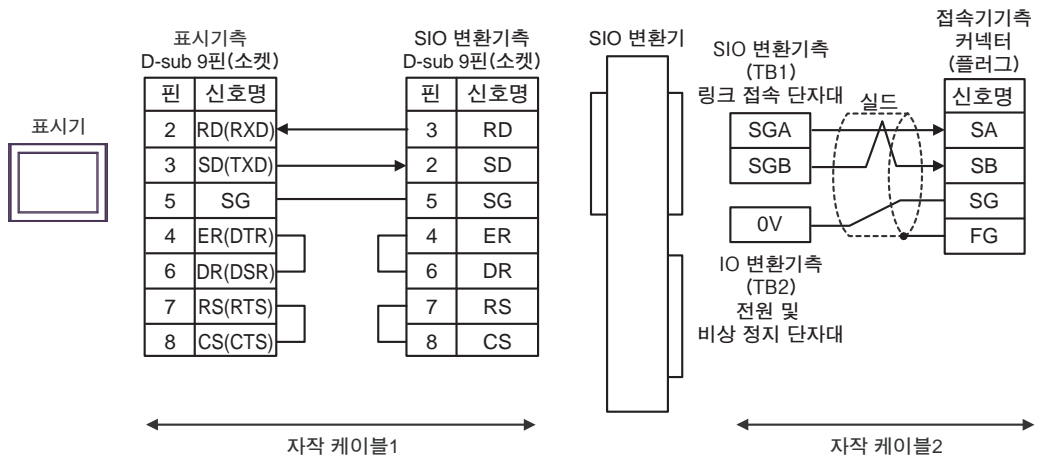 표시기
표시기측
D-sub 9핀(소켓)
핀 신호명
2 RD(RXD)
3 SD(TXD)
5 SG
4 ER(DTR)
6 DR(DSR)
7 RS(RTS)
8 CS(CTS)
SIO 변환기측
D-sub 9핀(소켓)
핀 신호명
3 RD
2 SD
5 SG
4 ER
6 DR
7 RS
8 CS
자작 케이블1
SIO 변환기
SIO 변환기측
(TB1)
링크 접속 단자대
SGA
SGB
0V
IO 변환기측
(TB2)
전원 및
비상 정지 단자대
실드
접속기기측
커넥터
(플러그)
신호명
SA
SB
SG
FG
자작 케이블2